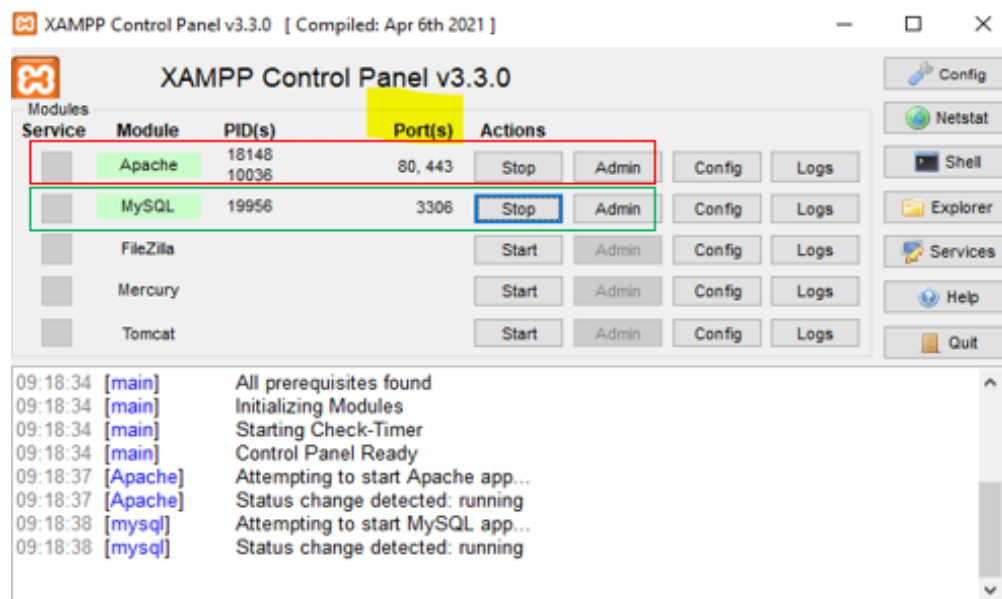 XAMPP Control Panel v3.3.0 [ Compiled: Apr 6th 2021 ]
XAMPP Control Panel v3.3.0
Config
Modules
Service Module PID(s) Port(s) Actions
Netstat
Apache 18148 10036 80, 443 Stop Admin Config Logs
Shell
MySQL 19956 3306 Stop Admin Config Logs
Explorer
FileZilla Start Admin Config Logs
Services
Mercury Start Admin Config Logs
Help
Tomcat Start Admin Config Logs
Quit
09:18:34 [main] All prerequisites found
09:18:34 [main] Initializing Modules
09:18:34 [main] Starting Check-Timer
09:18:34 [main] Control Panel Ready
09:18:37 [Apache] Attempting to start Apache app...
09:18:37 [Apache] Status change detected: running
09:18:38 [mysql] Attempting to start MySQL app...
09:18:38 [mysql] Status change detected: running